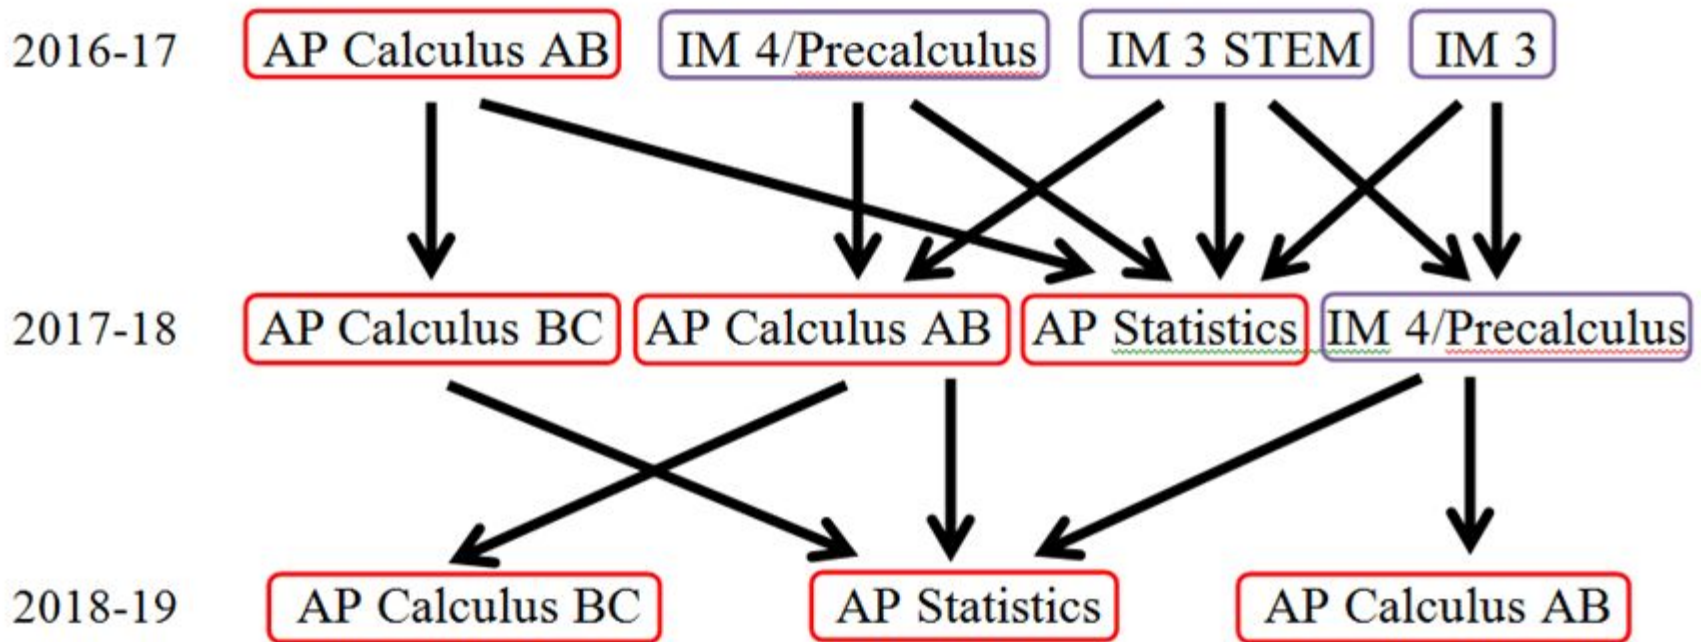 2016-17 AP Calculus AB IM 4/Precalculus IM 3 STEM IM 3
2017-18 AP Calculus BC AP Calculus AB AP Statistics IM 4/Precalculus
2018-19 AP Calculus BC AP Statistics AP Calculus AB